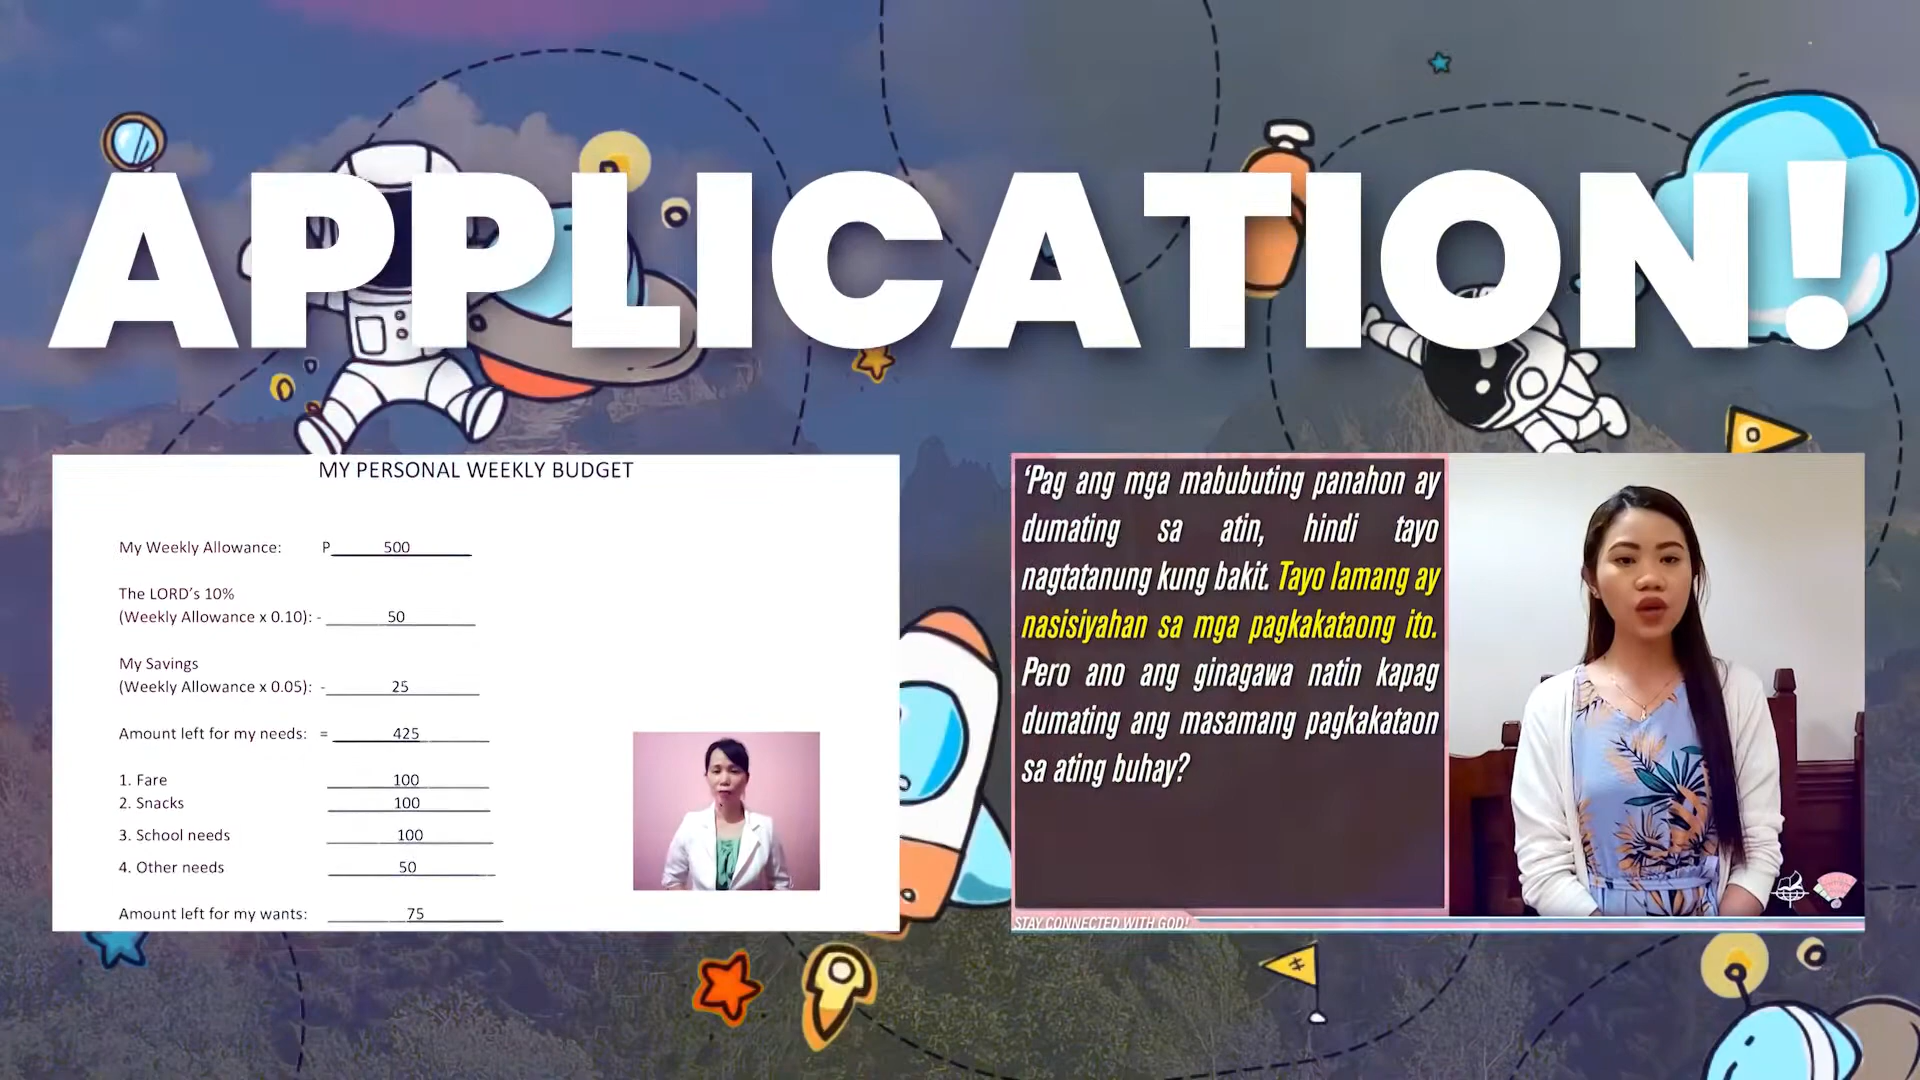 APPLICATION!
MY PERSONAL WEEKLY BUDGET
My Weekly Allowance: P 500
The LORD's 10%
(Weekly Allowance x 0.10): - 50
My Savings
(Weekly Allowance x 0.05): - 25
Amount left for my needs: = 425
1. Fare 100
2. Snacks 100
3. School needs 100
4. Other needs 50
Amount left for my wants: 75
‘Pag ang mga mabubuting panahon ay
dumating sa atin, hindi tayo
nagtatanung kung bakit. Tayo lamang ay
nasisiyahan sa mga pagkakataong ito.
Pero ano ang ginagawa natin kapag
dumating ang masamang pagkakataon
sa ating buhay?
STAY CONNECTED WITH GOD!